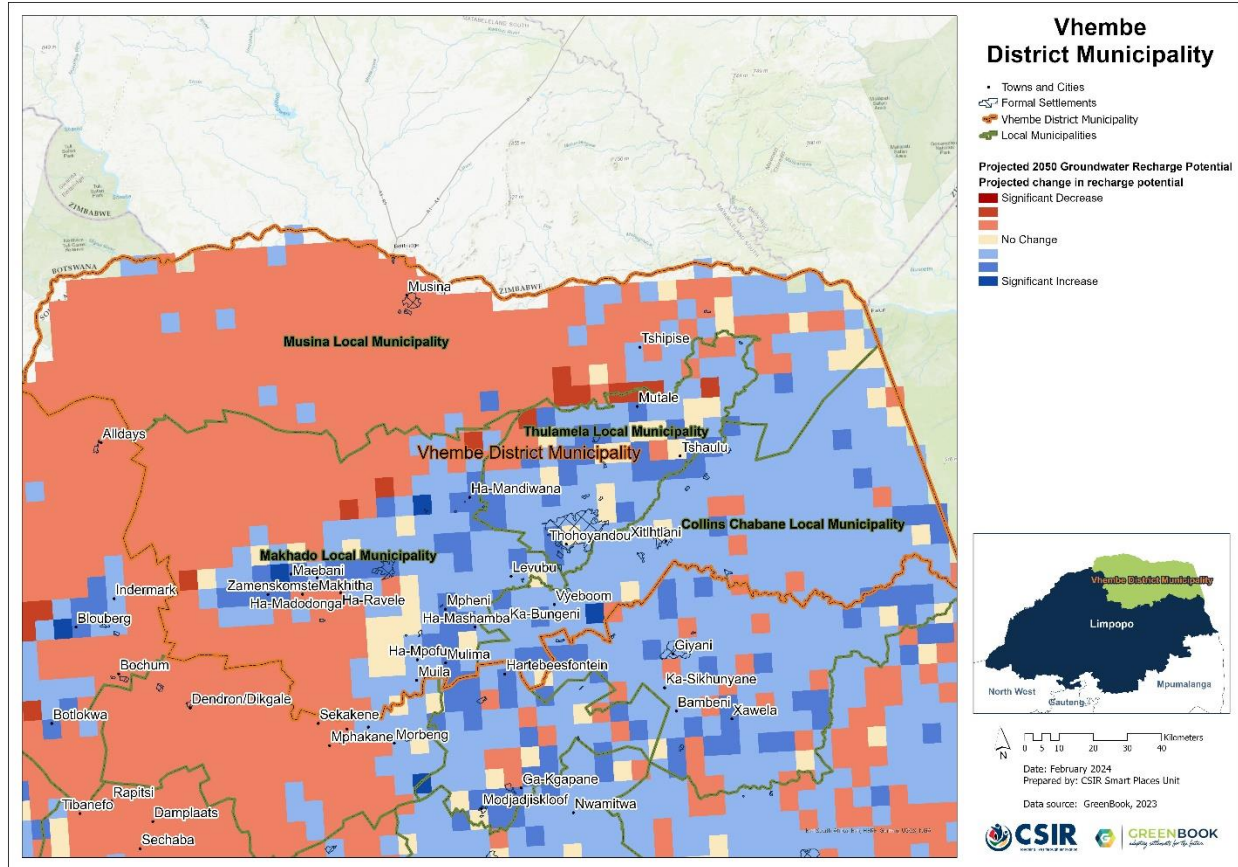 Vhembe
District Municipality
Towns and Cities
Formal Settlements
Vhembe District Municipality
Local Municipalities
Projected 2050 Groundwater Recharge Potential
Projected change in recharge potential
Significant Decrease
No Change
Significant Increase
MATABELELAND SOUTH
ZIMBABWE
BOTSWANA
ZIMBABWE
Musina
Musina Local Municipality
Tshipise
Mutale
Alldays
Thulamela Local Municipality
Vhembe District Municipality
Tshaulu
Ha-Mandiwana
Collins Chabane Local Municipality
Thohoyandou
Xitlhtlani
Makhado Local Municipality
Maebani
Levubu
Indermark
Zamenskomste
Makhitha
Ha-Madodonga
Ha-Ravele
Vyeboom
Mpheni
Blouberg
Ka-Bungeni
Ha-Mashamba
Ha-Mpofu
Mulima
Giyani
Bochum
Muila
Hartebeesfontein
Ka-Sikhunyane
Dendron/Dikgale
Bambeni
Xawela
Botlokwa
Sekakene
Mphakane
Morbeng
Ga-Kgapane
Rapitsi
Tibanefo
Damplaats
Modjadjiskloof
Nwamitwa
Sechaba
Vhembe District Municipality
Limpopo
North West
Gauteng
Mpumalanga
N
0 5 10 20 30 40
Kilometers
Date: February 2024
Prepared by: CSIR Smart Places Unit
Data source: GreenBook, 2023
CSIR
GREENBOOK